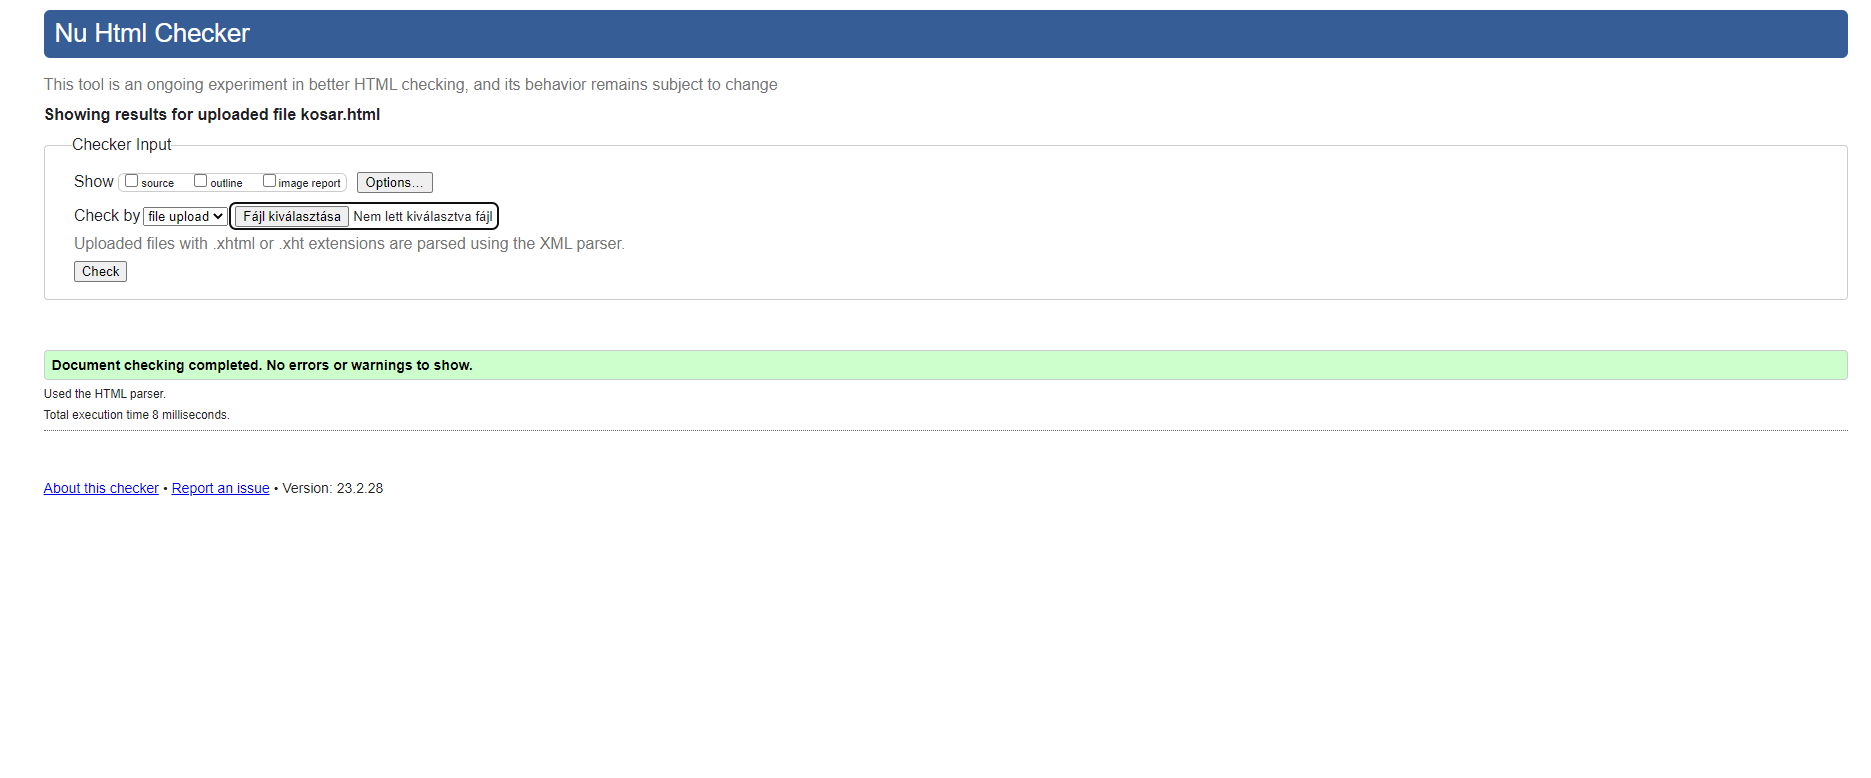 Nu Html Checker
This tool is an ongoing experiment in better HTML checking, and its behavior remains subject to change
Showing results for uploaded file kosar.html
Checker Input
Show source outline image report Options...
Check by file upload Fájl kiválasztása Nem lett kiválasztva fájl
Uploaded files with .xhtml or .xht extensions are parsed using the XML parser.
Check
Document checking completed. No errors or warnings to show.
Used the HTML parser.
Total execution time 8 milliseconds.
About this checker • Report an issue • Version: 23.2.28